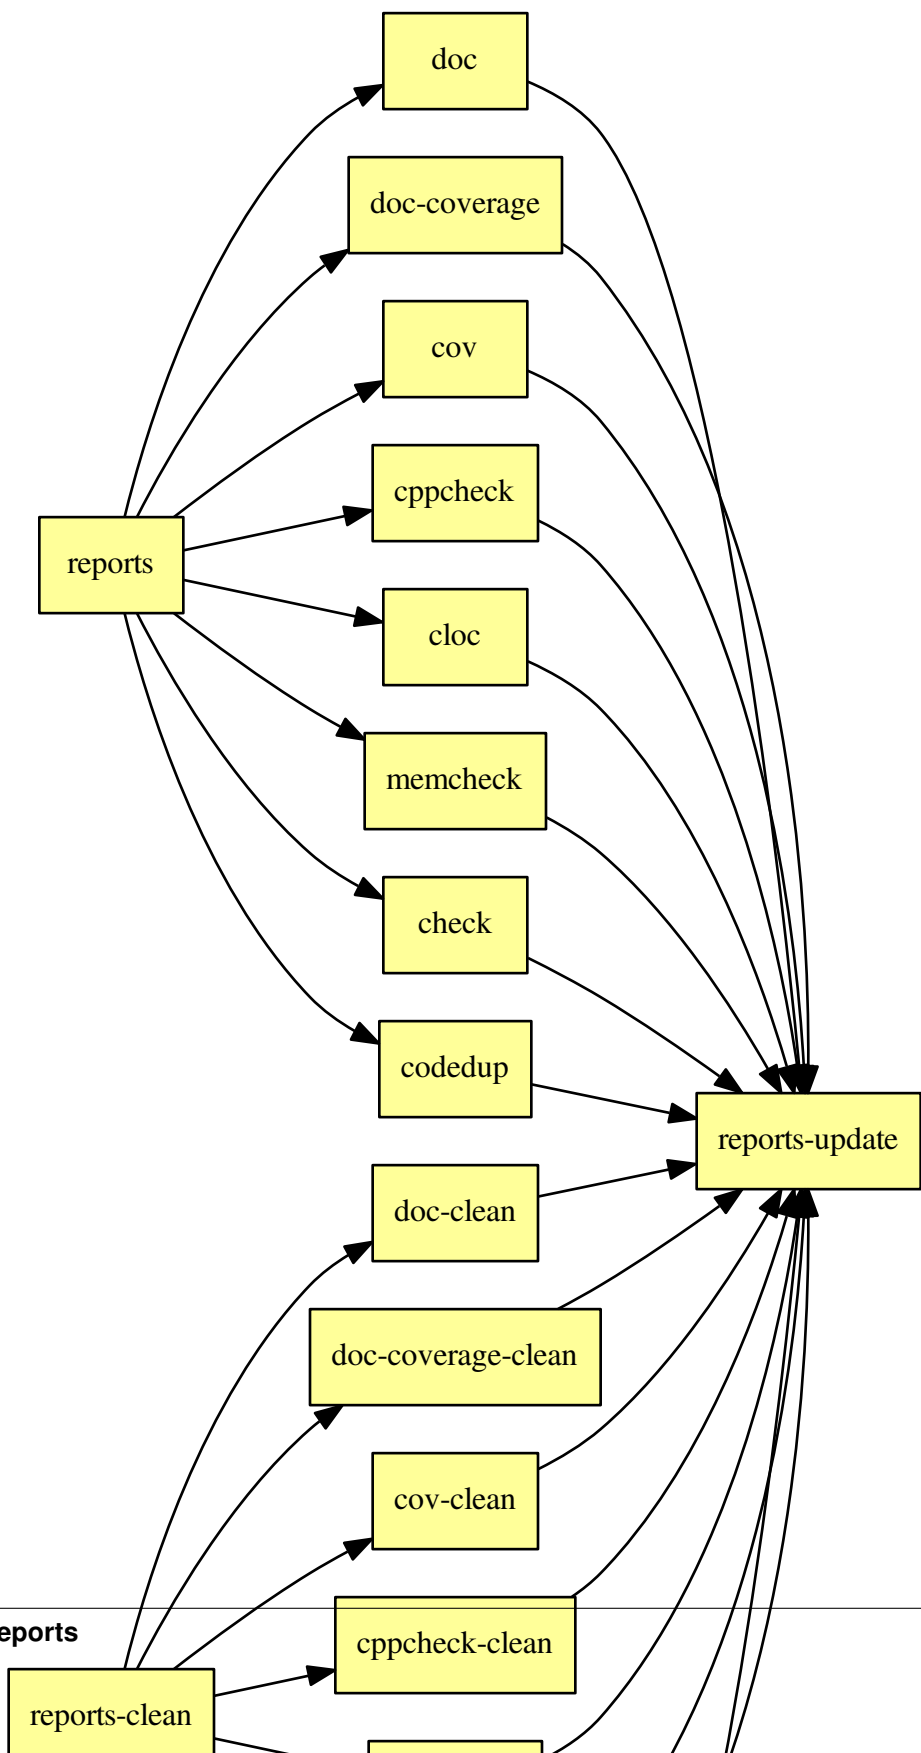 doc
doc-coverage
cov
cppcheck
reports
cloc
memcheck
check
codedup
reports-update
doc-clean
doc-coverage-clean
cov-clean
eports
cppcheck-clean
reports-clean